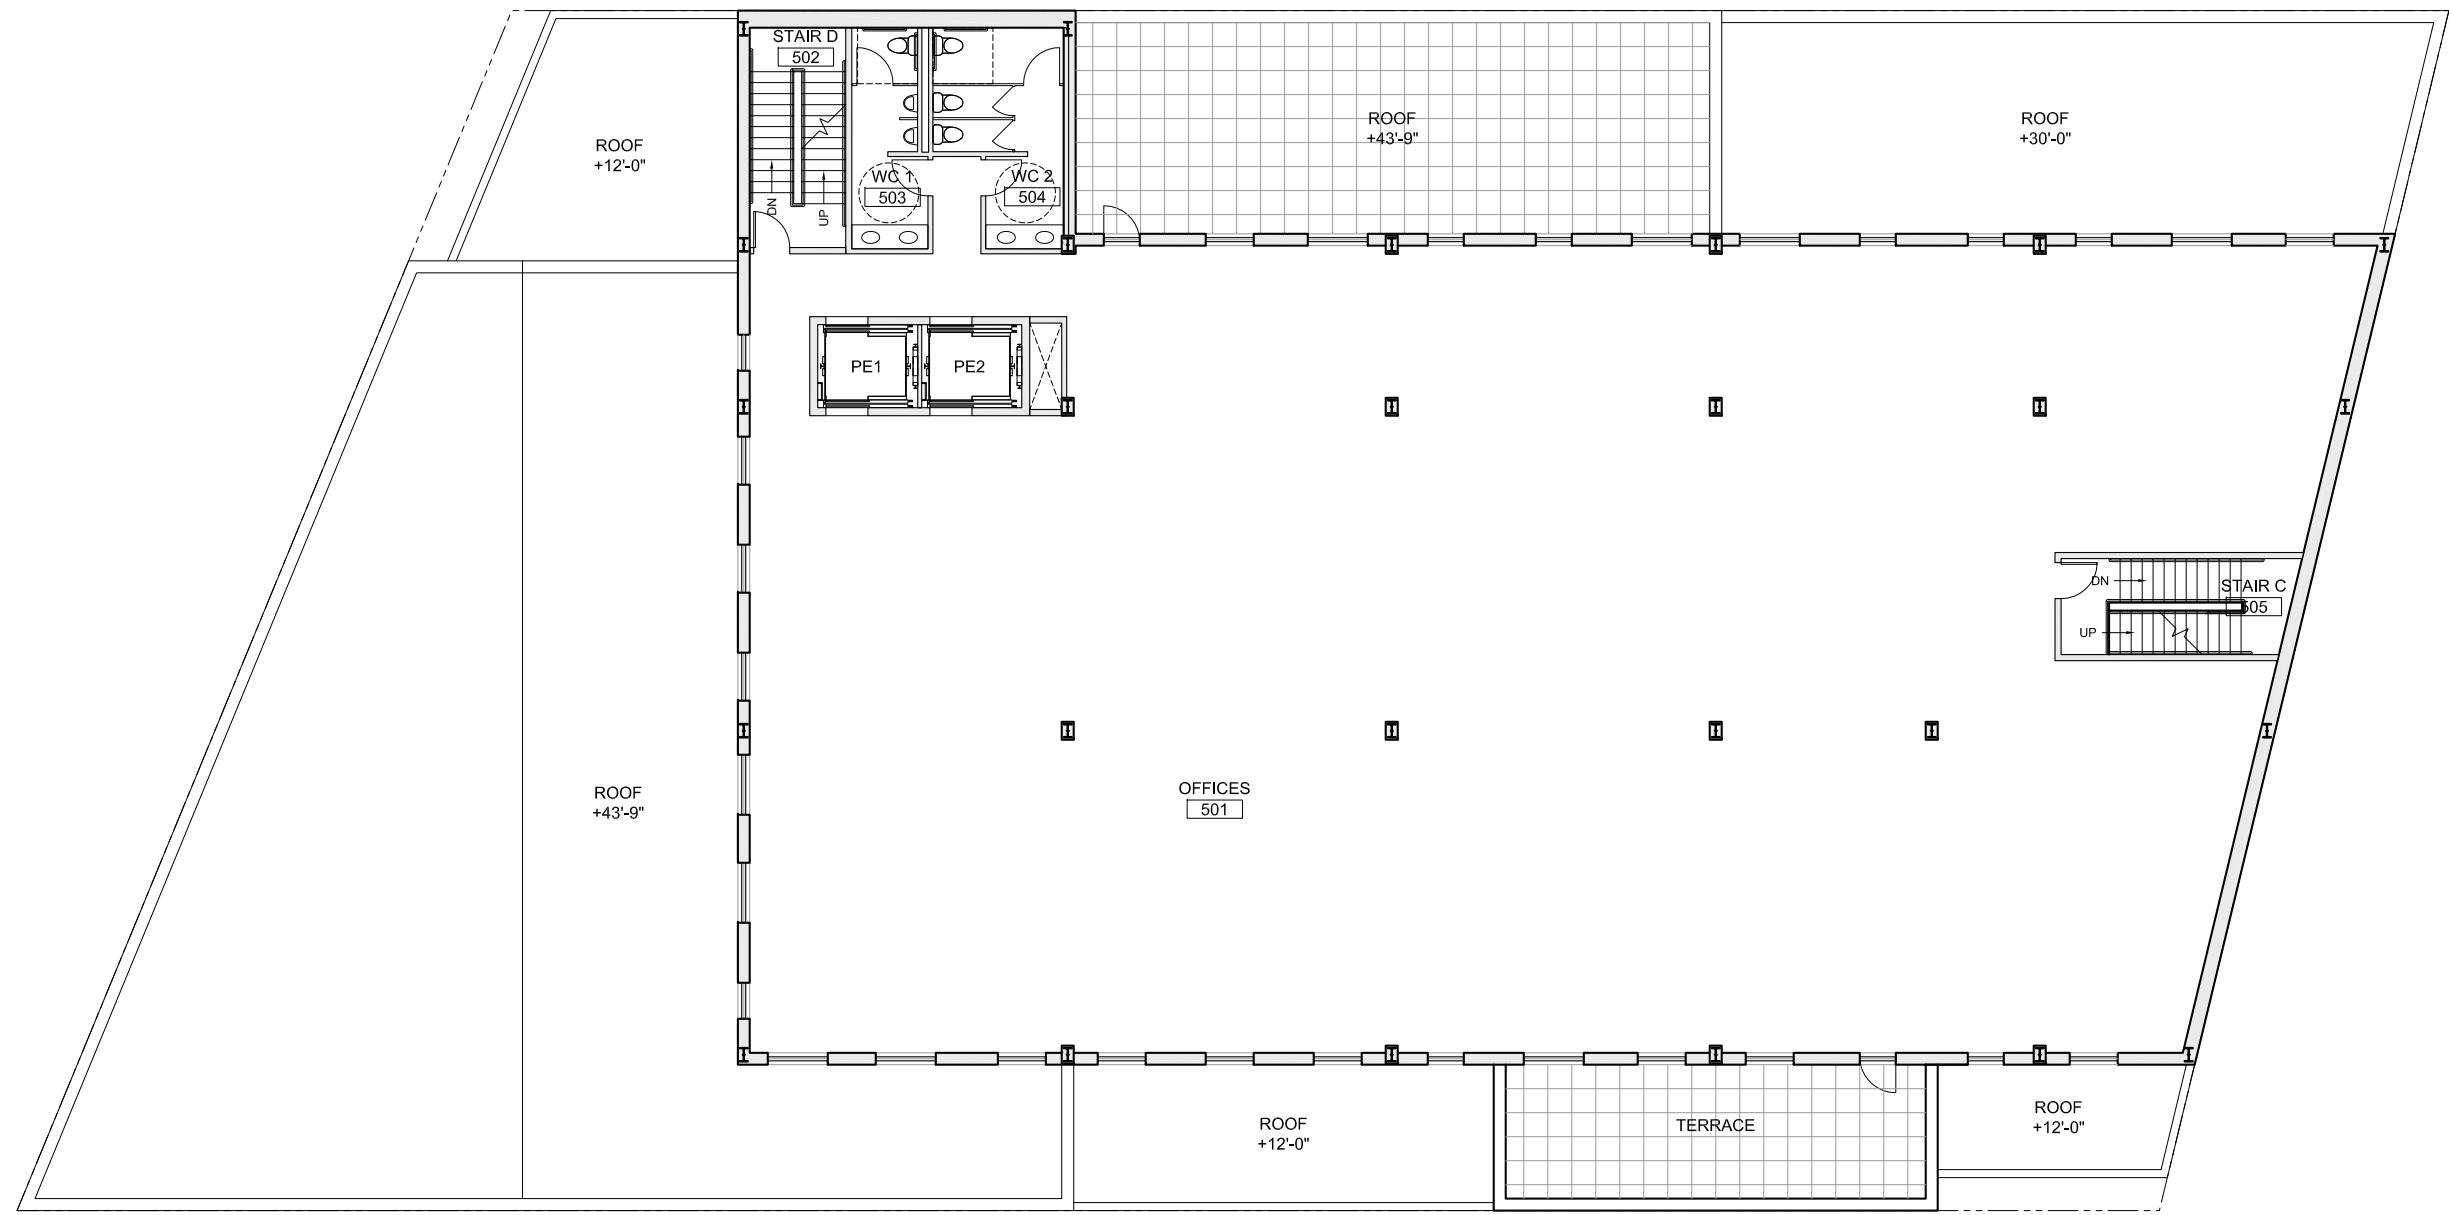 STAIR D
502
ROOF
+12'-0"
ROOF
+43'-9"
ROOF
+30'-0"
WC 1
503
WC 2
504
DN
UP
PE1
PE2
DN
STAIR C
505
UP
ROOF
+43'-9"
OFFICES
501
ROOF
+12'-0"
TERRACE
ROOF
+12'-0"